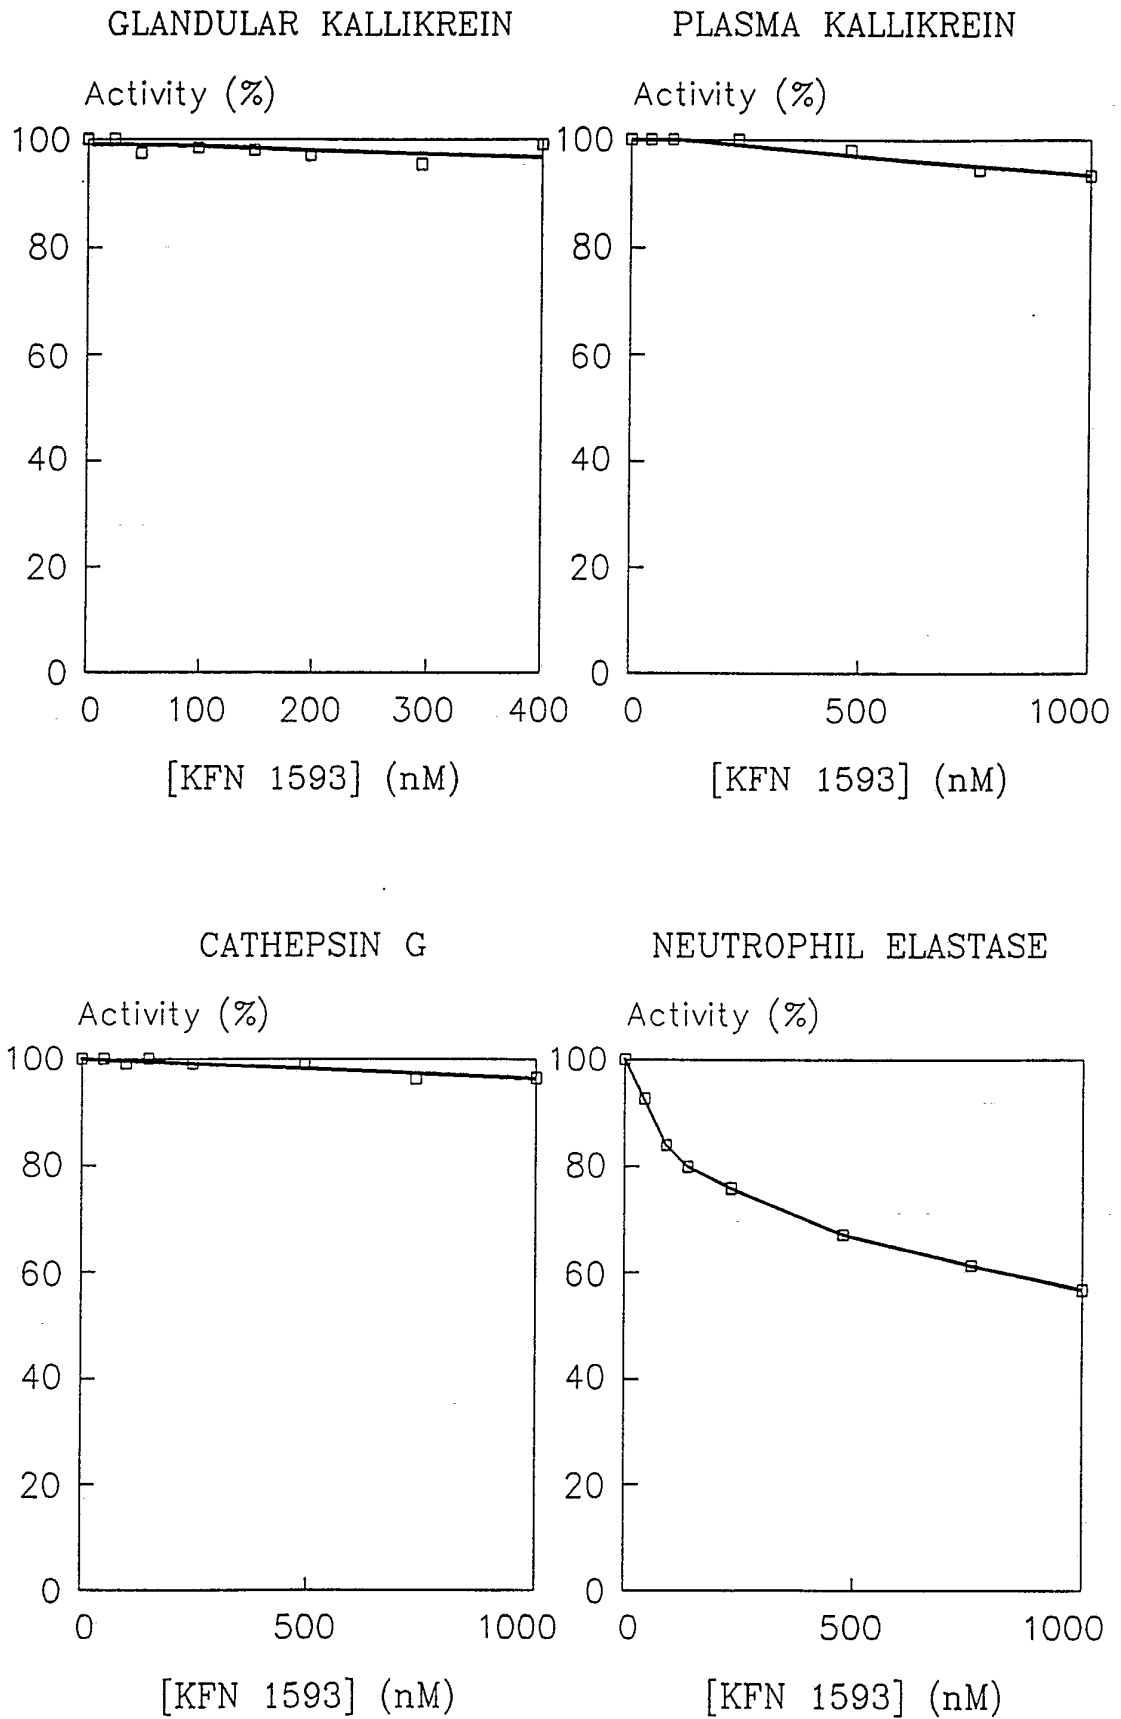 GLANDULAR KALLIKREIN
Activity (%)
100
80
60
40
20
0
0 100 200 300 400
[KFN 1593] (nM)
PLASMA KALLIKREIN
Activity (%)
100
80
60
40
20
0
0 500 1000
[KFN 1593] (nM)
CATHEPSIN G
Activity (%)
100
80
60
40
20
0
0 500 1000
[KFN 1593] (nM)
NEUTROPHIL ELASTASE
Activity (%)
100
80
60
40
20
0
0 500 1000
[KFN 1593] (nM)